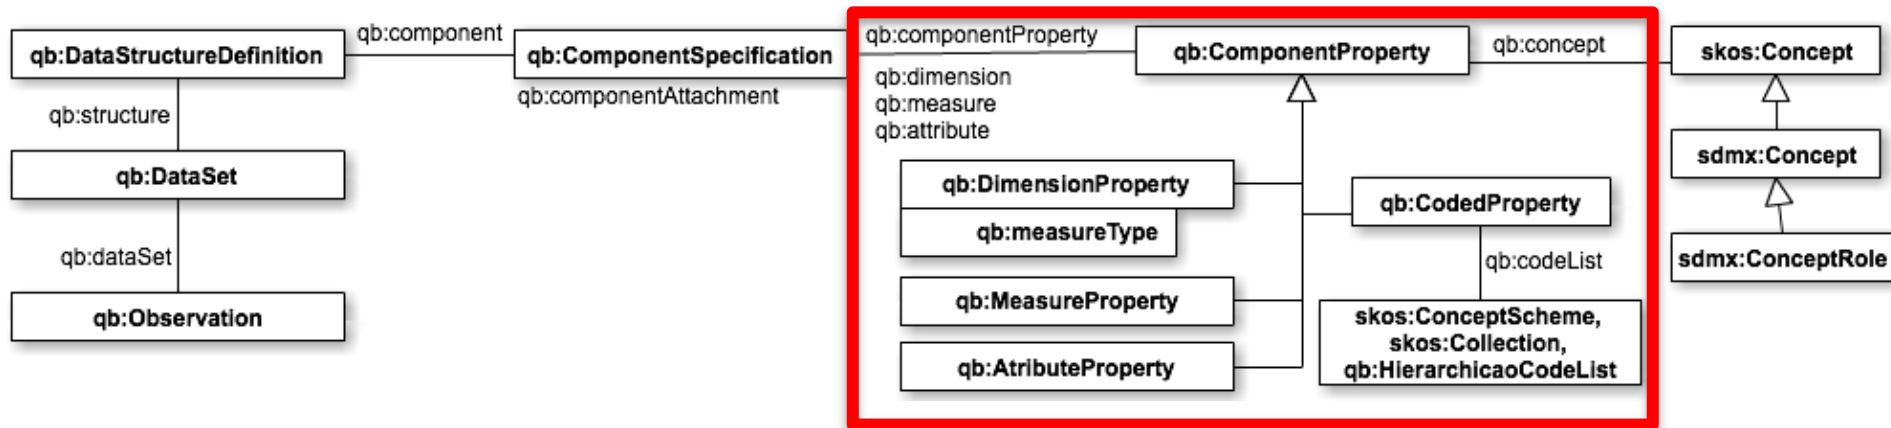 qb:DataStructureDefinition
qb:component
qb:ComponentSpecification
qb:componentAttachment
qb:structure
qb:DataSet
qb:dataSet
qb:Observation
qb:componentProperty
qb:dimension
qb:measure
qb:attribute
qb:ComponentProperty
qb:concept
qb:DimensionProperty
qb:measureType
qb:MeasureProperty
qb:AtributeProperty
qb:CodedProperty
qb:codeList
skos:ConceptScheme,
skos:Collection,
qb:HierarchicaoCodeList
skos:Concept
sdmx:Concept
sdmx:ConceptRole